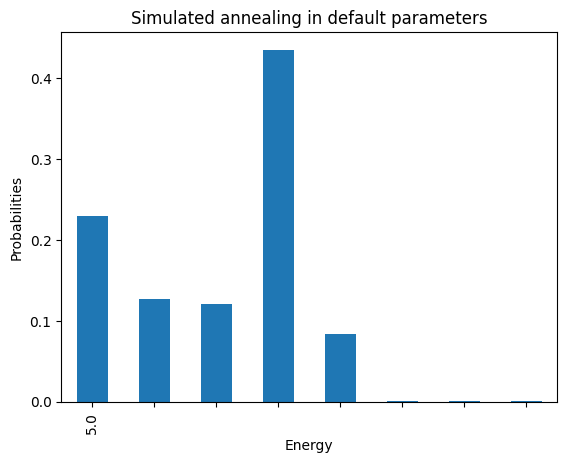 Simulated annealing in default parameters
0.4
0.3
0.2
0.1
0.0
Probabilities
5.0
Energy